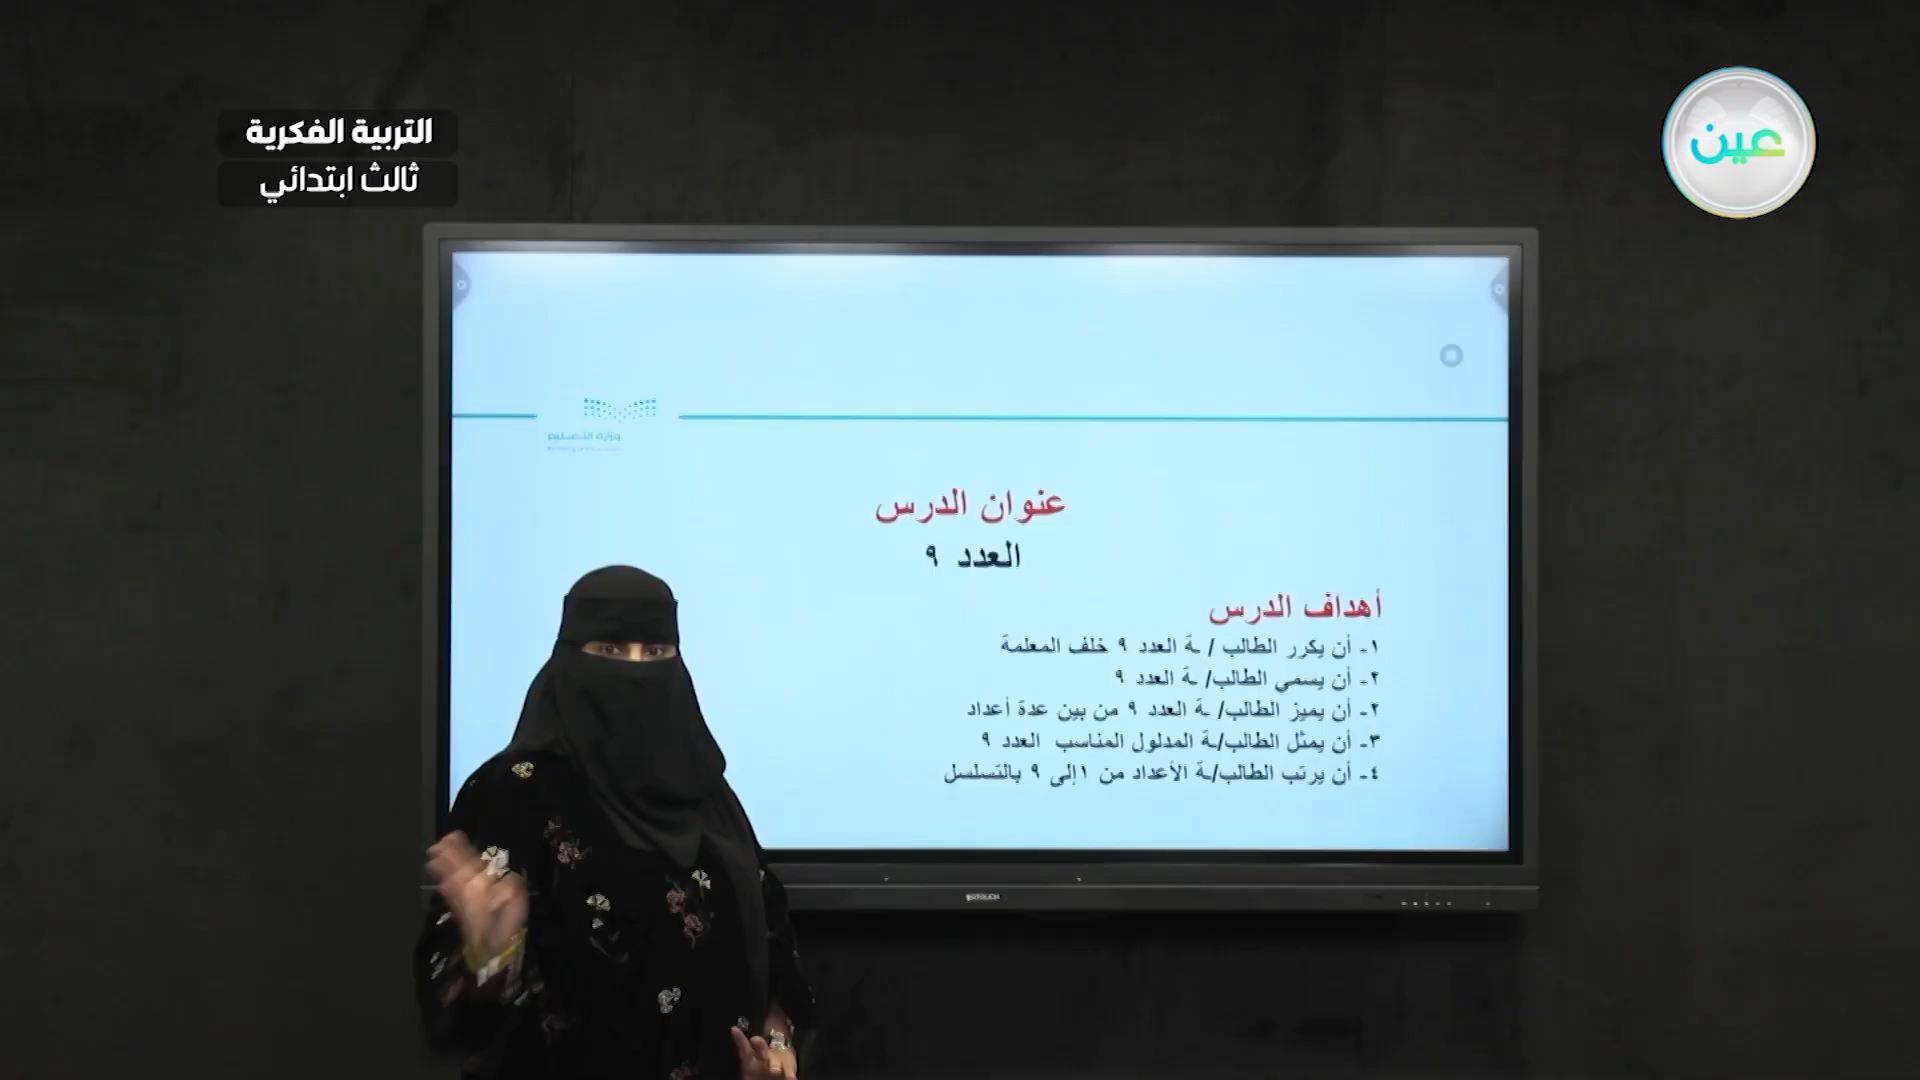 التربية الفكرية
ثالث ابتدائي
عين
وزارة التعليم
عنوان الدرس
العدد ٩
أهداف الدرس
١- أن يكرر الطالب / ـة العدد ٩ خلف المعلمة
٢- أن يسمي الطالب/ ـة العدد ٩
٢- أن يميز الطالب/ ـة العدد ٩ من بين عدة أعداد
٣- أن يمثل الطالب/ـة المدلول المناسب العدد ٩
٤- أن يرتب الطالب/ـة الأعداد من ١إلى ٩ بالتسلسل